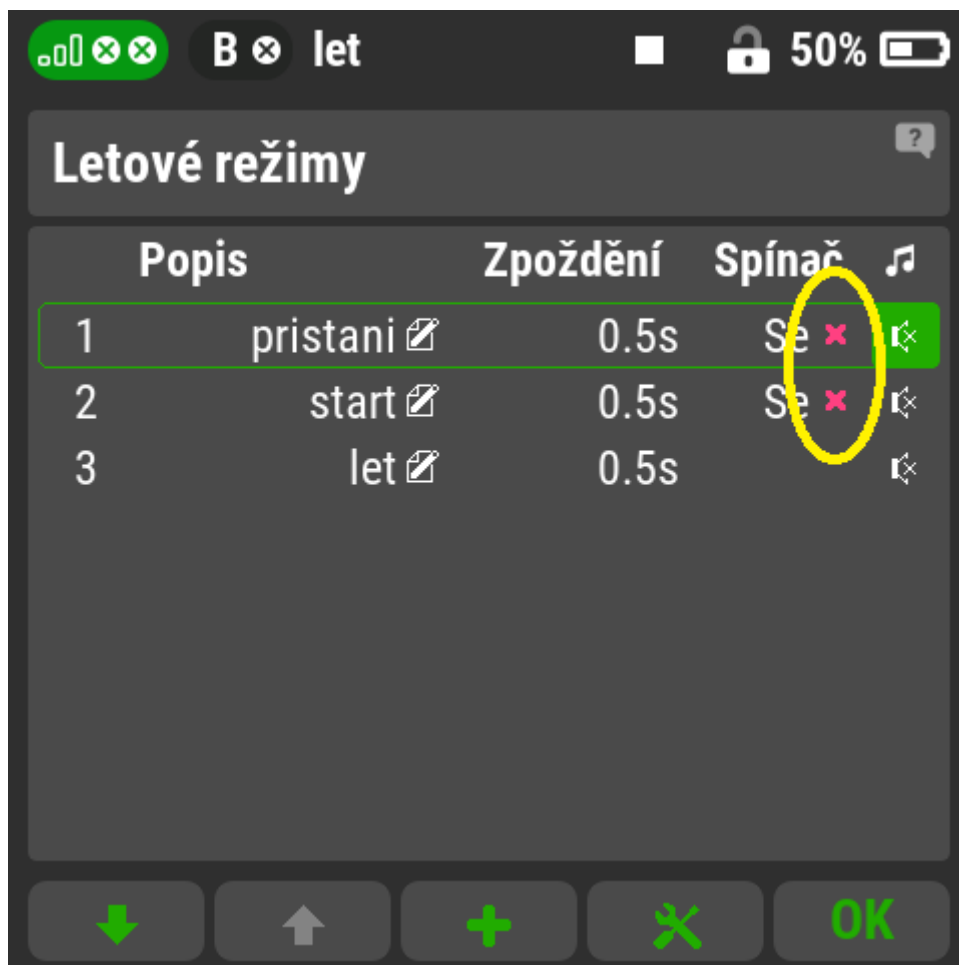 B let 50%
Letové režimy
Popis Zpoždění Spínač
1 pristani 0.5s Se
2 start 0.5s Se
3 let 0.5s
OK